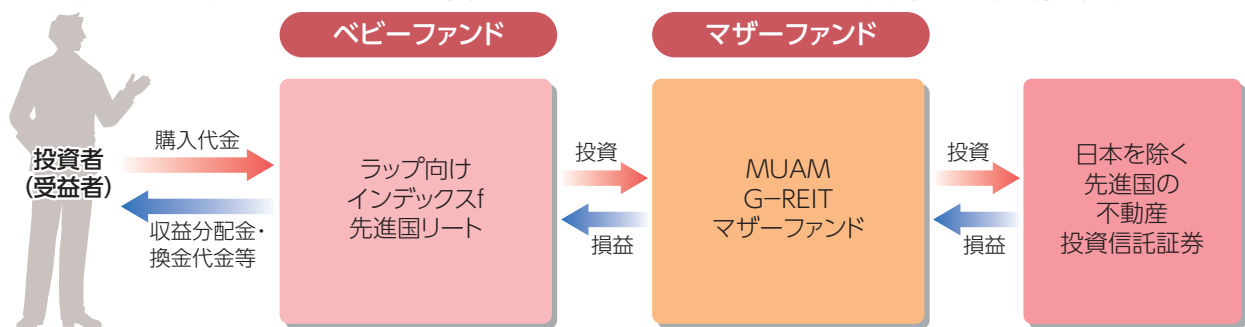 ベビーファンド
マザーファンド
投資者
(受益者)
購入代金
収益分配金・
換金代金等
ラップ向け
インデックスf
先進国リート
投資
損益
MUAM
G－REIT
マザーファンド
投資
損益
日本を除く
先進国の
不動産
投資信託証券